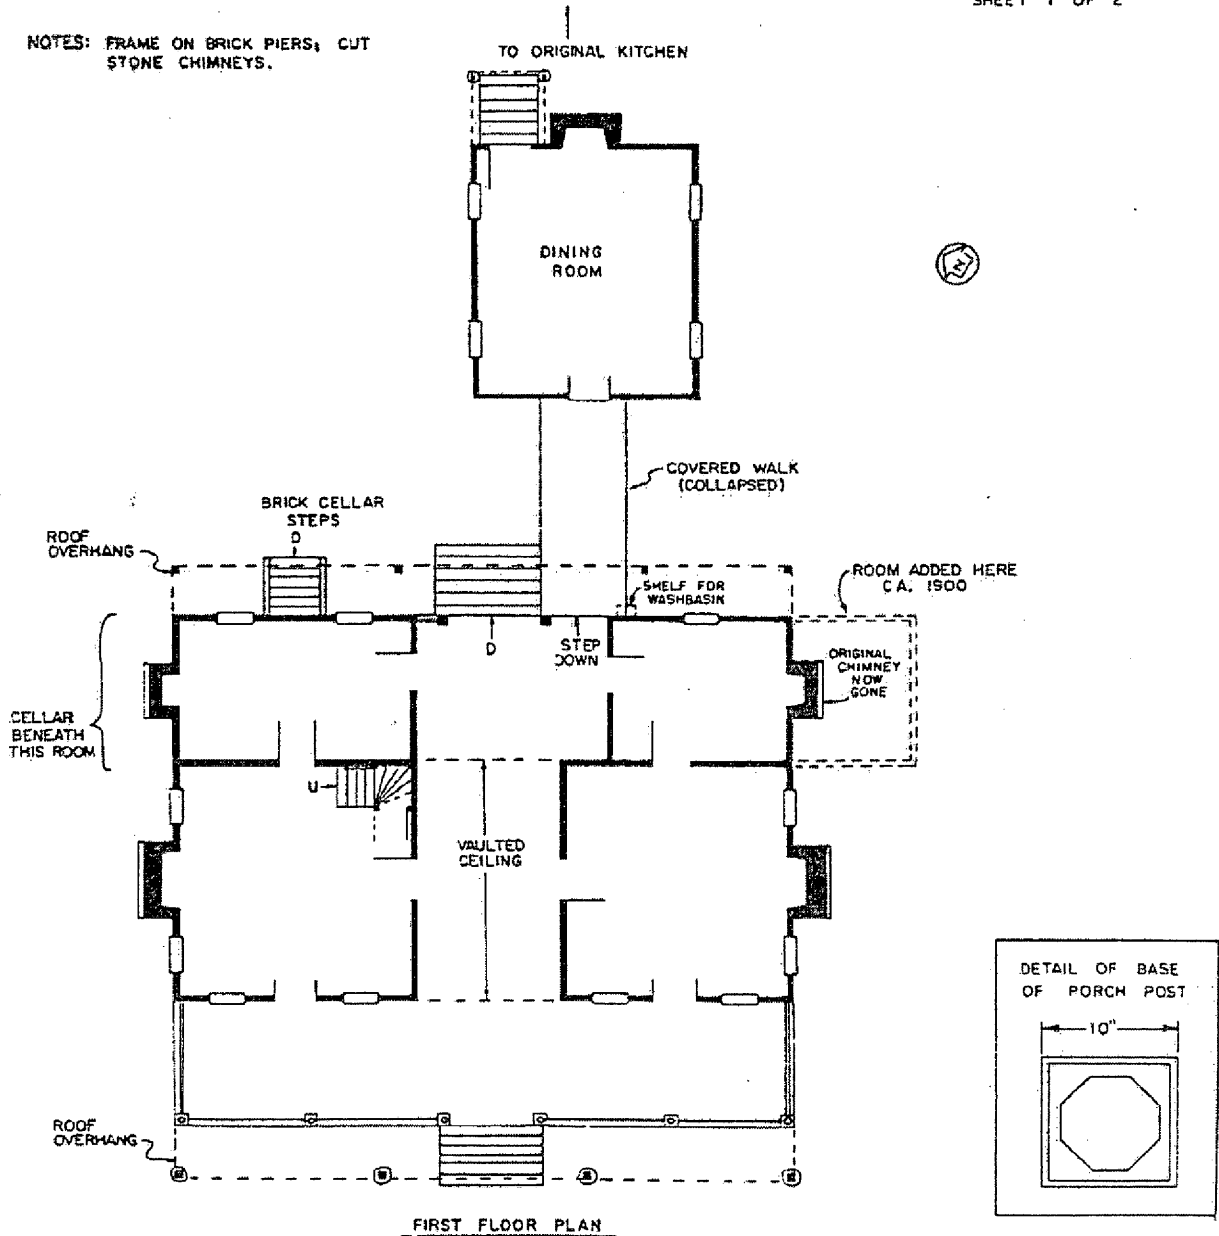 SHEET 1 OF 2
NOTES: FRAME ON BRICK PIERS; CUT
STONE CHIMNEYS.
TO ORIGINAL KITCHEN
DINING
ROOM
N
COVERED WALK
(COLLAPSED)
BRICK CELLAR
STEPS
D
ROOF
OVERHANG
SHELF FOR
WASHBASIN
ROOM ADDED HERE
CA. 1900
D
STEP
DOWN
ORIGINAL
CHIMNEY
NOW
GONE
CELLAR
BENEATH
THIS ROOM
U
VAULTED
CEILING
DETAIL OF BASE
OF PORCH POST
10"
ROOF
OVERHANG
FIRST FLOOR PLAN